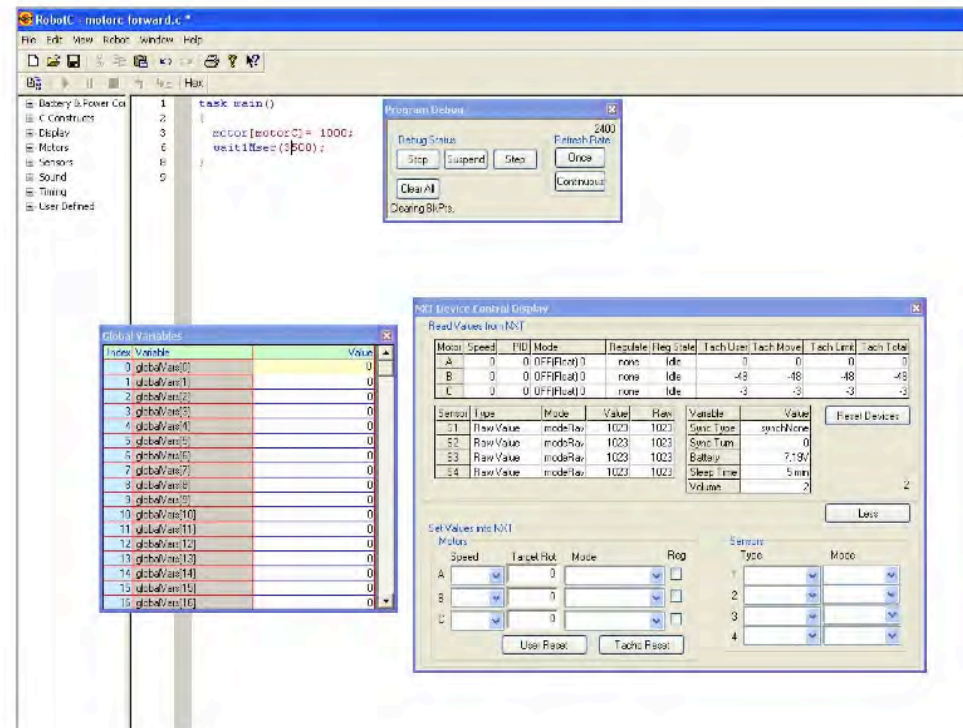 RobotC - motorc forward.c *
File Edit View Robot Window Help
Hex
Battery & Power Co
C Constructs
Display
Motors
Sensors
Sound
Timing
User Defined
1 task main()
2 {
3 motor[motorC]= 1000;
6 wait1Msec(3500);
8 }
9
Program Debug
2400
Debug Status Refresh Rate
Stop Suspend Step Once
Clear All Continuous
Clearing BkPts.
Global Variables
Index Variable Value
0 globalVars[0] 0
1 globalVars[1] 0
2 globalVars[2] 0
3 globalVars[3] 0
4 globalVars[4] 0
5 globalVars[5] 0
6 globalVars[6] 0
7 globalVars[7] 0
8 globalVars[8] 0
9 globalVars[9] 0
10 globalVars[10] 0
11 globalVars[11] 0
12 globalVars[12] 0
13 globalVars[13] 0
14 globalVars[14] 0
15 globalVars[15] 0
16 globalVars[16] 0
NXT Device Control Display
Read Values from NXT
Motor Speed PID Mode Regulate Reg State Tach User Tach Move Tach Limit Tach Total
A 0 0 OFF(Float) 0 none Idle 0 0 0 0
B 0 0 OFF(Float) 0 none Idle -48 -48 -48 -48
C 0 0 OFF(Float) 0 none Idle -3 -3 -3 -3
Sensor Type Mode Value Raw
S1 Raw Value modeRaw 1023 1023
S2 Raw Value modeRaw 1023 1023
S3 Raw Value modeRaw 1023 1023
S4 Raw Value modeRaw 1023 1023
Variable Value
Sync Type synchNone
Sync Turn 0
Battery 7.19V
Sleep Time 5 min
Volume 2
Reset Devices
2
Less
Set Values into NXT
Motors
Speed Target Rot Mode Reg
A 0
B 0
C 0
User Reset Tacho Reset
Sensors
Type Mode
1
2
3
4